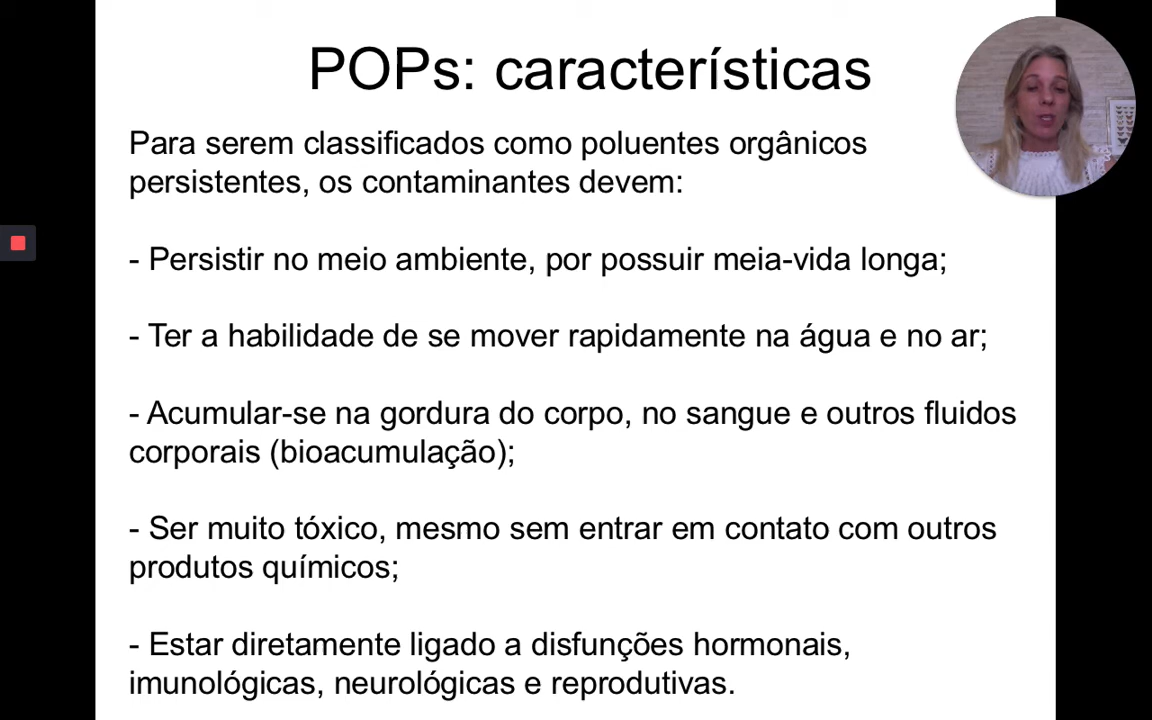 POPs: características
Para serem classificados como poluentes orgânicos
persistentes, os contaminantes devem:
- Persistir no meio ambiente, por possuir meia-vida longa;
- Ter a habilidade de se mover rapidamente na água e no ar;
- Acumular-se na gordura do corpo, no sangue e outros fluidos
corporais (bioacumulação);
- Ser muito tóxico, mesmo sem entrar em contato com outros
produtos químicos;
- Estar diretamente ligado a disfunções hormonais,
imunológicas, neurológicas e reprodutivas.